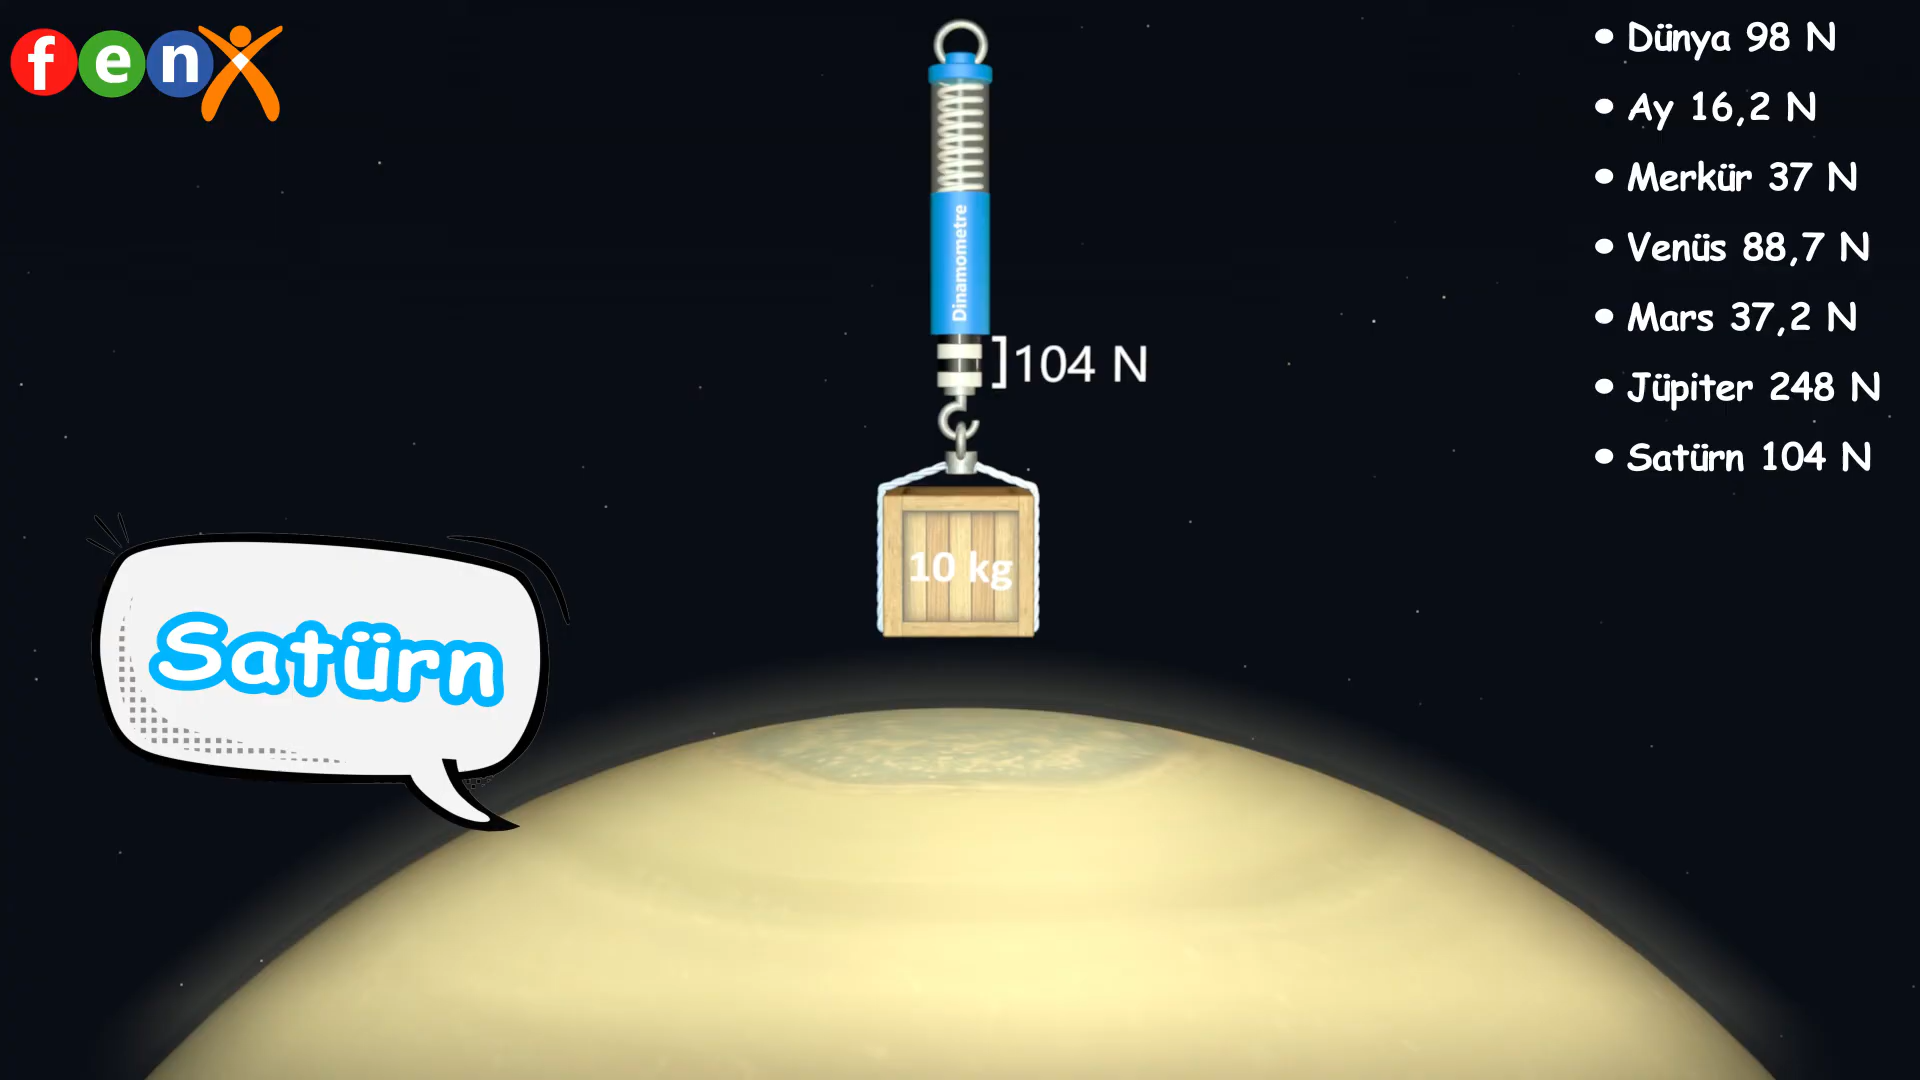 fenX
• Dünya 98 N
• Ay 16,2 N
• Merkür 37 N
• Venüs 88,7 N
• Mars 37,2 N
• Jüpiter 248 N
• Satürn 104 N
Dinamometre
]104 N
10 kg
Satürn